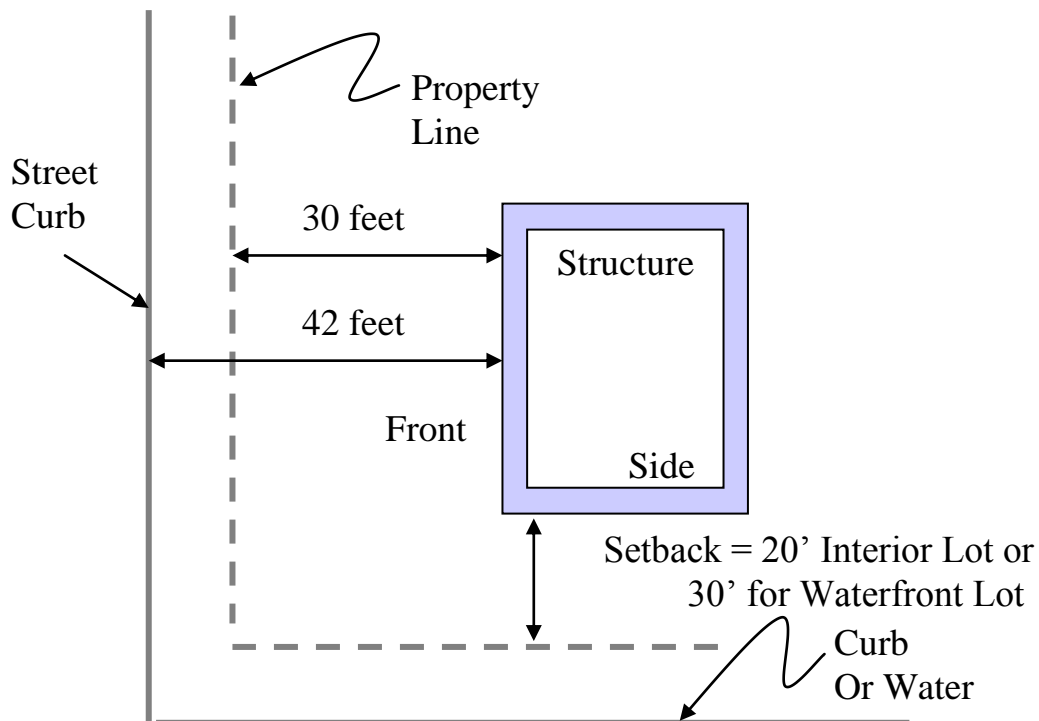 Property
Line
Street
Curb
30 feet
Structure
42 feet
Front
Side
Setback = 20’ Interior Lot or
30’ for Waterfront Lot
Curb
Or Water